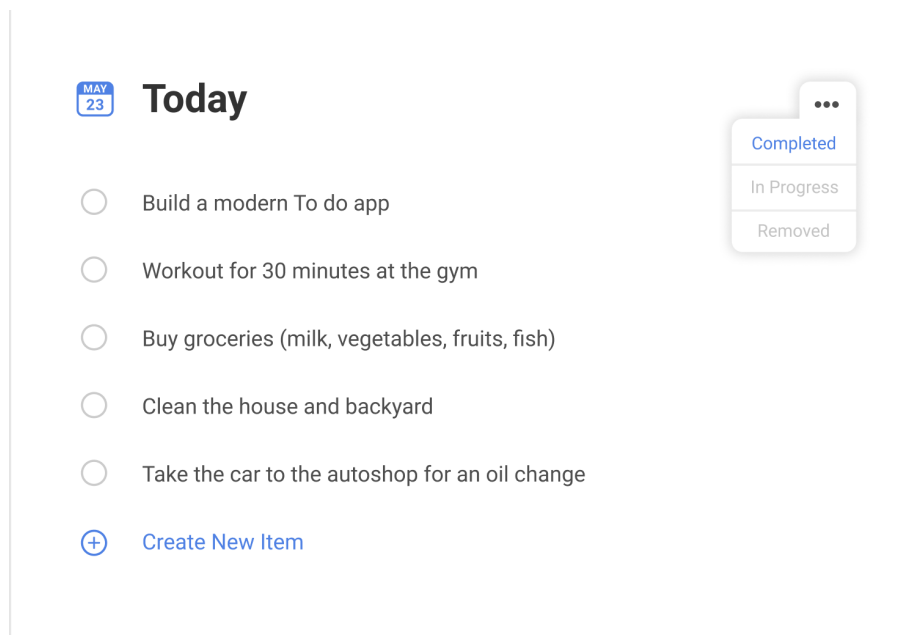 MAY
23
Today
•••
Completed
In Progress
Removed
Build a modern To do app
Workout for 30 minutes at the gym
Buy groceries (milk, vegetables, fruits, fish)
Clean the house and backyard
Take the car to the autoshop for an oil change
Create New Item